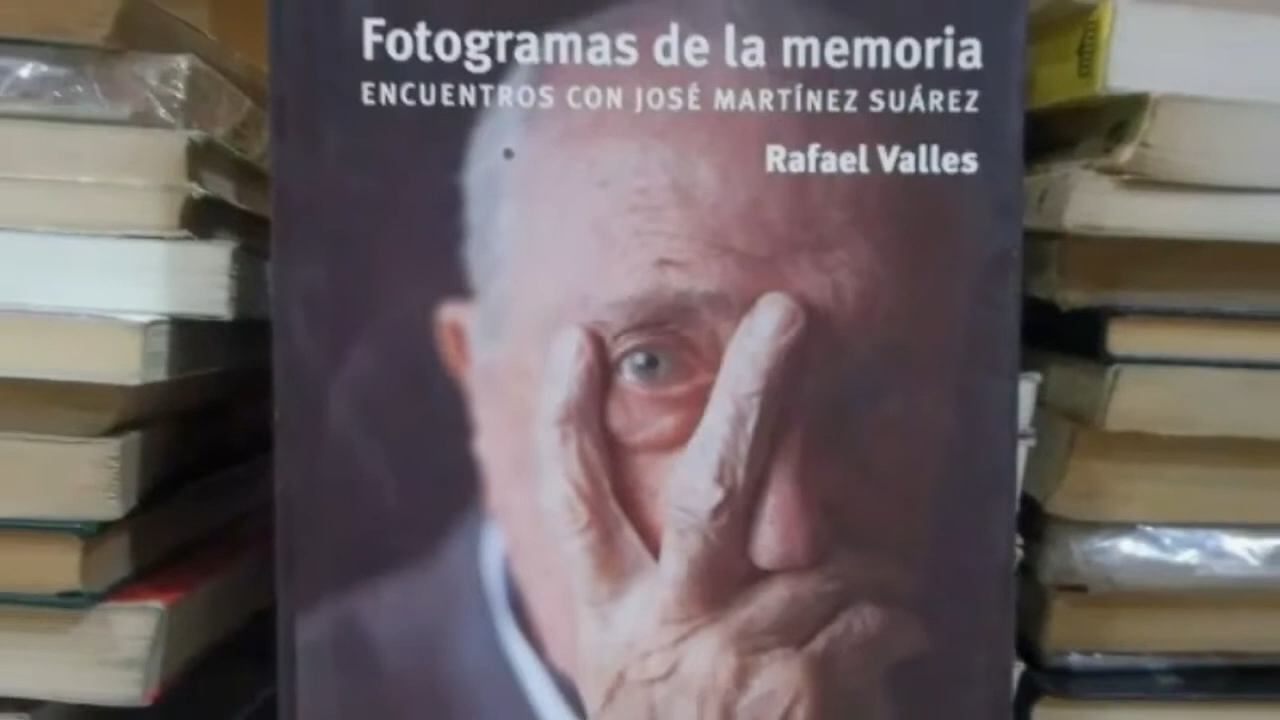 Fotogramas de la memoria
ENCUENTROS CON JOSÉ MARTÍNEZ SUÁREZ
Rafael Valles